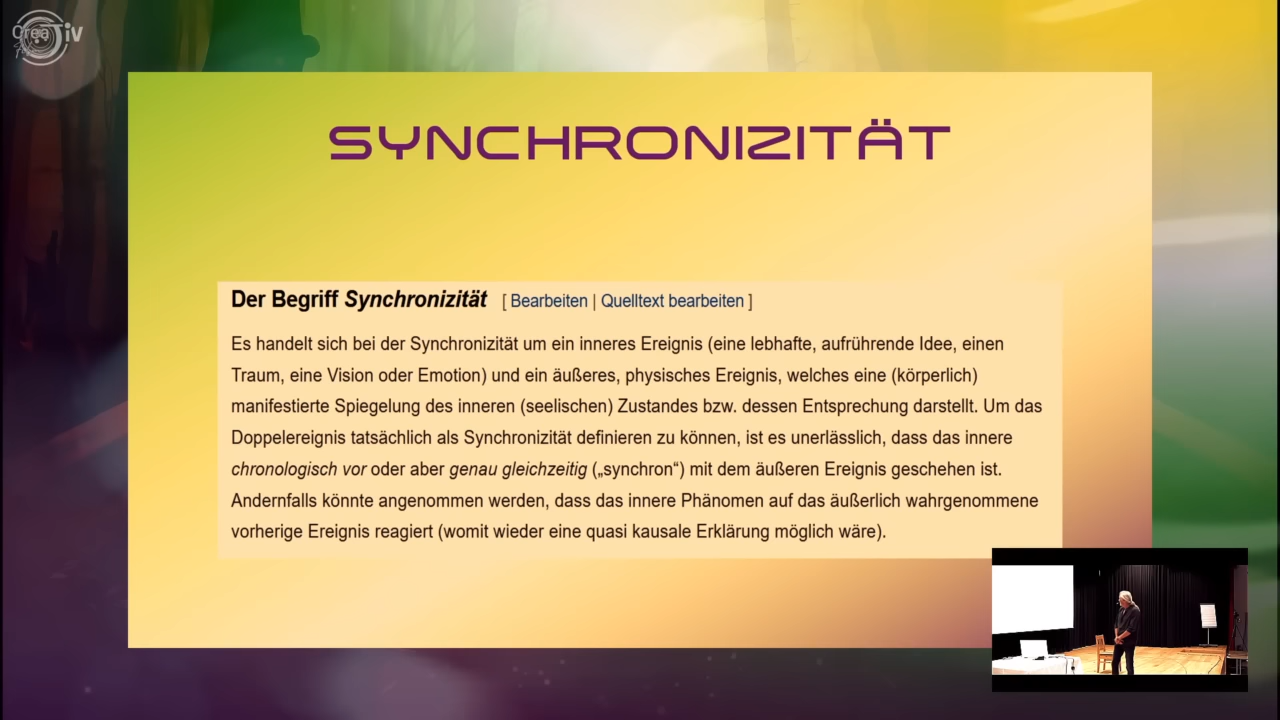 Creativ
SYNCHRONIZITÄT
Der Begriff Synchronizität [ Bearbeiten | Quelltext bearbeiten ]
Es handelt sich bei der Synchronizität um ein inneres Ereignis (eine lebhafte, aufrührende Idee, einen
Traum, eine Vision oder Emotion) und ein äußeres, physisches Ereignis, welches eine (körperlich)
manifestierte Spiegelung des inneren (seelischen) Zustandes bzw. dessen Entsprechung darstellt. Um das
Doppelereignis tatsächlich als Synchronizität definieren zu können, ist es unerlässlich, dass das innere
chronologisch vor oder aber genau gleichzeitig („synchron“) mit dem äußeren Ereignis geschehen ist.
Andernfalls könnte angenommen werden, dass das innere Phänomen auf das äußerlich wahrgenommene
vorherige Ereignis reagiert (womit wieder eine quasi kausale Erklärung möglich wäre).